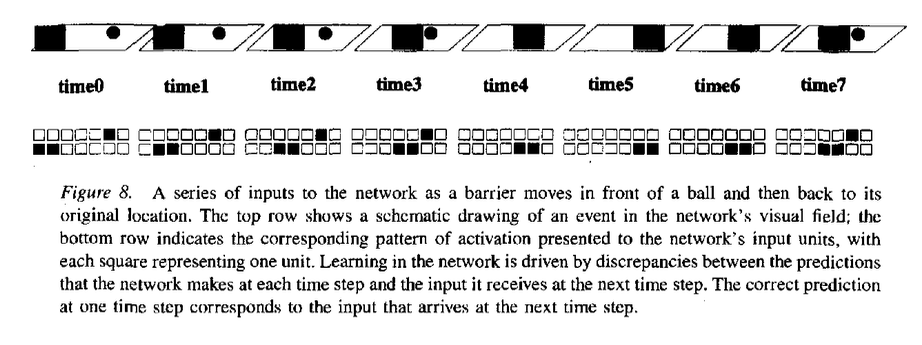 time0 time1 time2 time3 time4 time5 time6 time7
Figure 8. A series of inputs to the network as a barrier moves in front of a ball and then back to its
original location. The top row shows a schematic drawing of an event in the network's visual field; the
bottom row indicates the corresponding pattern of activation presented to the network's input units, with
each square representing one unit. Learning in the network is driven by discrepancies between the predictions
that the network makes at each time step and the input it receives at the next time step. The correct prediction
at one time step corresponds to the input that arrives at the next time step.